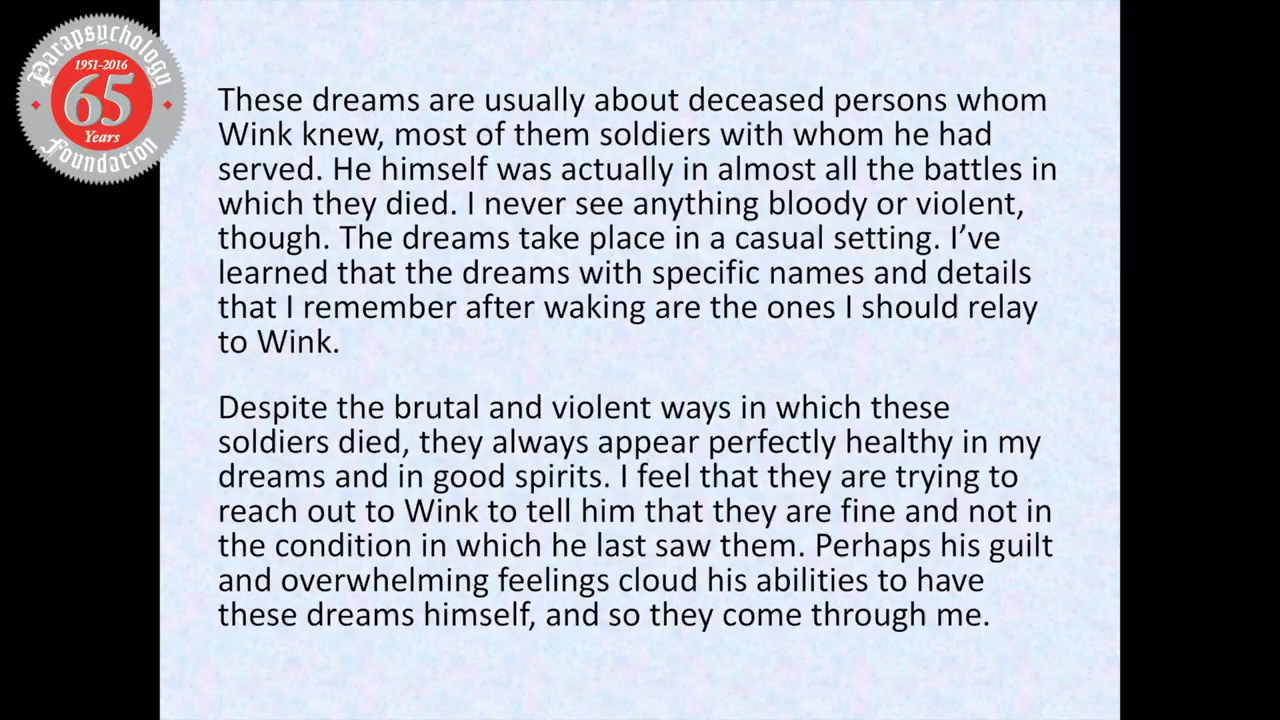 Parapsychology
1951-2016
65
Years
Foundation
These dreams are usually about deceased persons whom
Wink knew, most of them soldiers with whom he had
served. He himself was actually in almost all the battles in
which they died. I never see anything bloody or violent,
though. The dreams take place in a casual setting. I’ve
learned that the dreams with specific names and details
that I remember after waking are the ones I should relay
to Wink.
Despite the brutal and violent ways in which these
soldiers died, they always appear perfectly healthy in my
dreams and in good spirits. I feel that they are trying to
reach out to Wink to tell him that they are fine and not in
the condition in which he last saw them. Perhaps his guilt
and overwhelming feelings cloud his abilities to have
these dreams himself, and so they come through me.